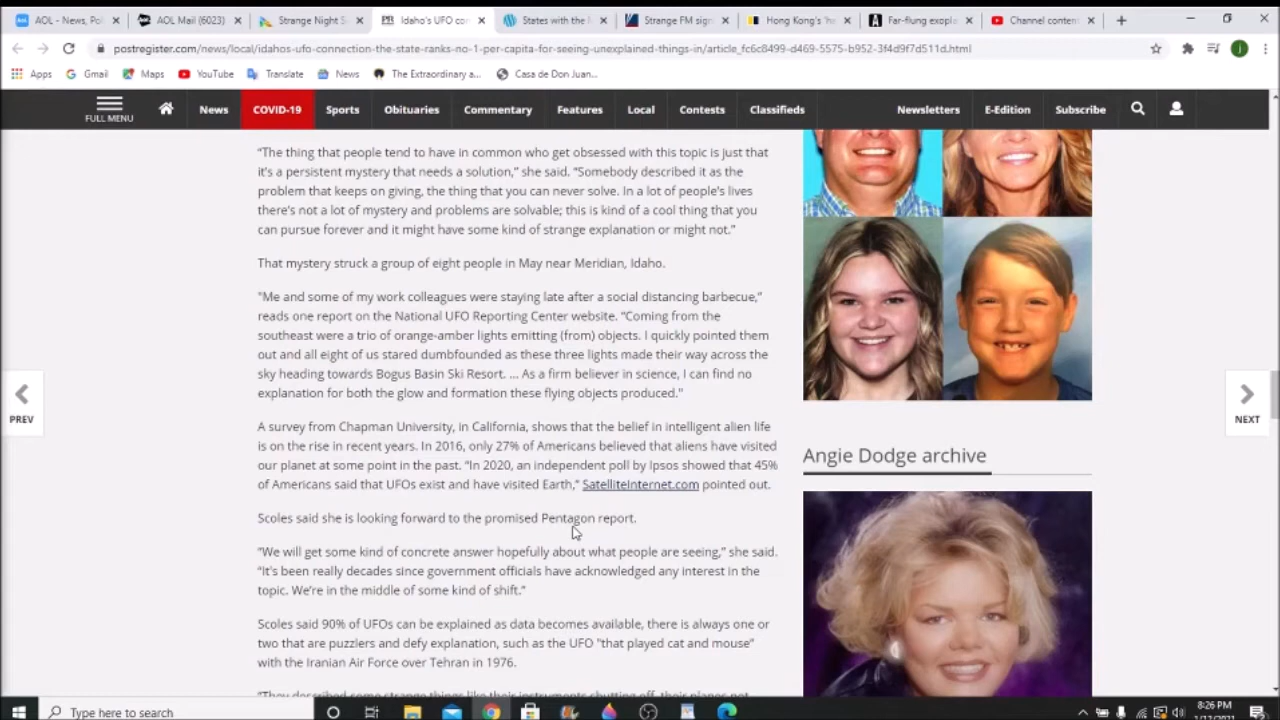 AOL - News, Po
AOL Mail (6023)
Strange Night S
Idaho's UFO con
States with the M
Strange FM sign
Hong Kong's 'he
Far-flung exopla
Channel conten
postregister.com/news/local/idahos-ufo-connection-the-state-ranks-no-1-per-capita-for-seeing-unexplained-things-in/article_fc6c8499-d469-5575-b952-3f4d9f7d511d.html
Apps Gmail Maps YouTube Translate News The Extraordinary a... Casa de Don Juan...
FULL MENU News COVID-19 Sports Obituaries Commentary Features Local Contests Classifieds Newsletters E-Edition Subscribe
“The thing that people tend to have in common who get obsessed with this topic is just that
it’s a persistent mystery that needs a solution,” she said. “Somebody described it as the
problem that keeps on giving, the thing that you can never solve. In a lot of people’s lives
there's not a lot of mystery and problems are solvable; this is kind of a cool thing that you
can pursue forever and it might have some kind of strange explanation or might not.”
That mystery struck a group of eight people in May near Meridian, Idaho.
"Me and some of my work colleagues were staying late after a social distancing barbecue,”
reads one report on the National UFO Reporting Center website. “Coming from the
southeast were a trio of orange-amber lights emitting (from) objects. I quickly pointed them
out and all eight of us stared dumbfounded as these three lights made their way across the
sky heading towards Bogus Basin Ski Resort. ... As a firm believer in science, I can find no
explanation for both the glow and formation these flying objects produced."
A survey from Chapman University, in California, shows that the belief in intelligent alien life
is on the rise in recent years. In 2016, only 27% of Americans believed that aliens have visited
our planet at some point in the past. “In 2020, an independent poll by Ipsos showed that 45%
of Americans said that UFOs exist and have visited Earth,” SatelliteInternet.com pointed out.
Scoles said she is looking forward to the promised Pentagon report.
“We will get some kind of concrete answer hopefully about what people are seeing,” she said.
“It's been really decades since government officials have acknowledged any interest in the
topic. We’re in the middle of some kind of shift.”
Scoles said 90% of UFOs can be explained as data becomes available, there is always one or
two that are puzzlers and defy explanation, such as the UFO "that played cat and mouse”
with the Iranian Air Force over Tehran in 1976.
“They described some strange things like their instruments shutting off, their planes not
PREV
NEXT
Angie Dodge archive
Type here to search
8:26 PM